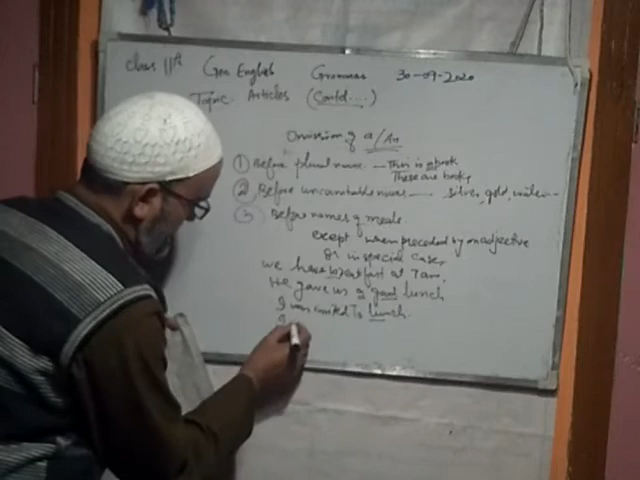 Class 11th Gen English Grammar 30-09-2020
Topic Articles (Contd....)
Omission of a/An
① Before plural nouns — This is a book
These are books
② Before uncountable nouns — silver, gold, water --
③ Before names of meals
except when preceded by an adjective
Or in special case,
We have breakfast at 7am.
He gave us a good lunch
I was invited to lunch.